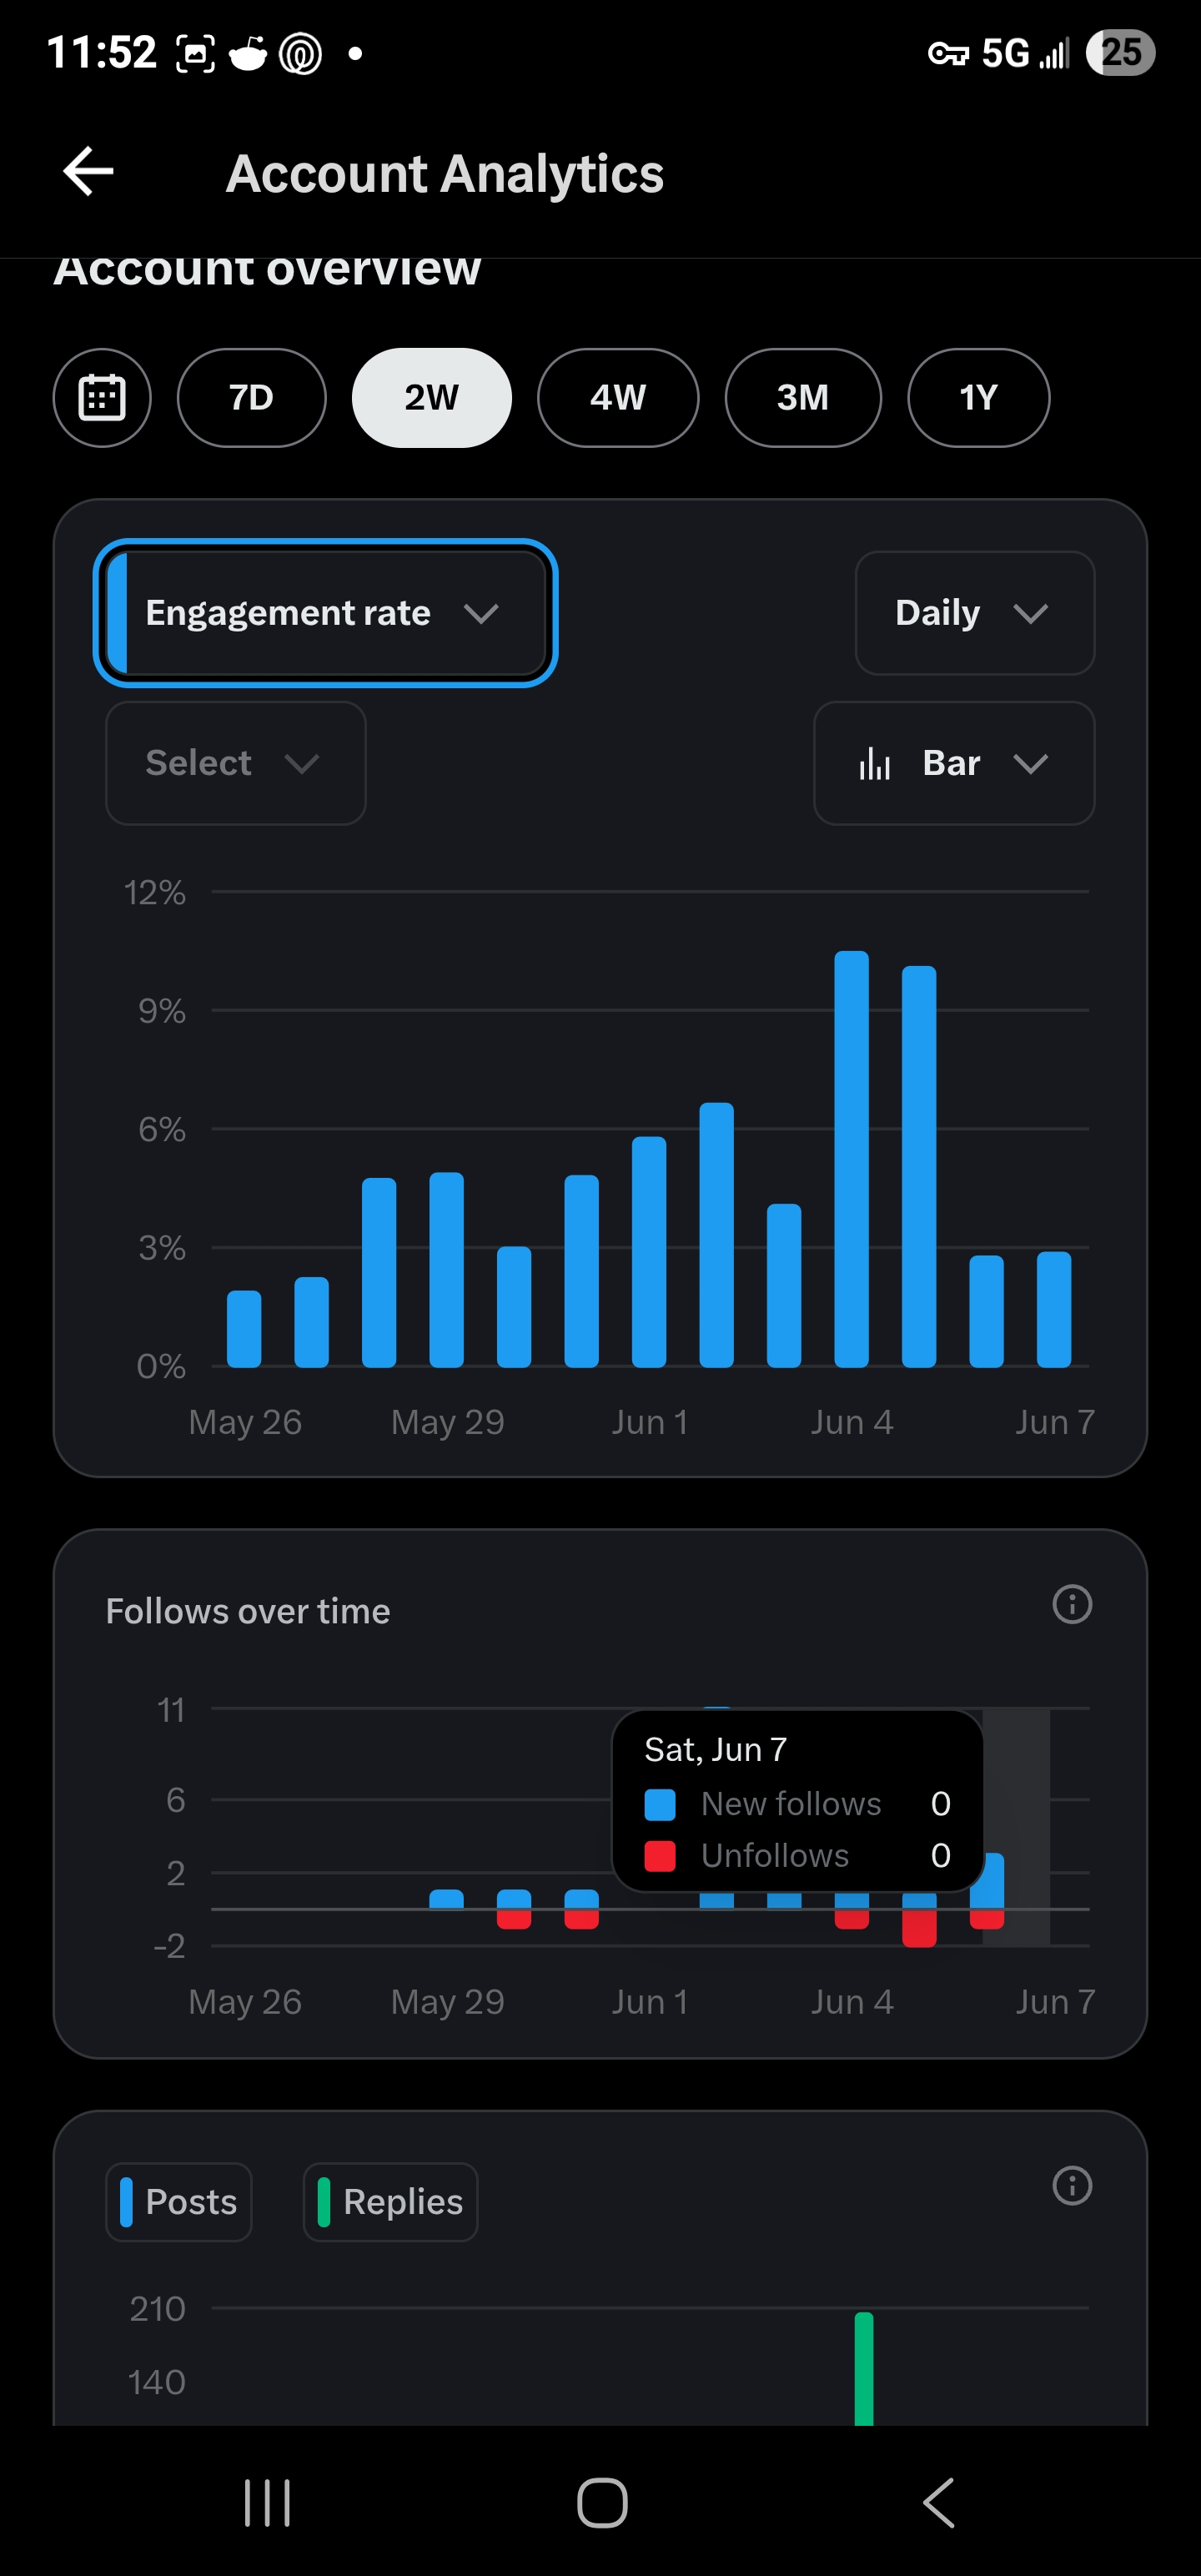 11:52
5G
25
Account Analytics
Account overview
7D
2W
4W
3M
1Y
Engagement rate
Daily
Select
Bar
12%
9%
6%
3%
0%
May 26
May 29
Jun 1
Jun 4
Jun 7
Follows over time
11
6
2
-2
Sat, Jun 7
New follows 0
Unfollows 0
May 26
May 29
Jun 1
Jun 4
Jun 7
Posts
Replies
210
140